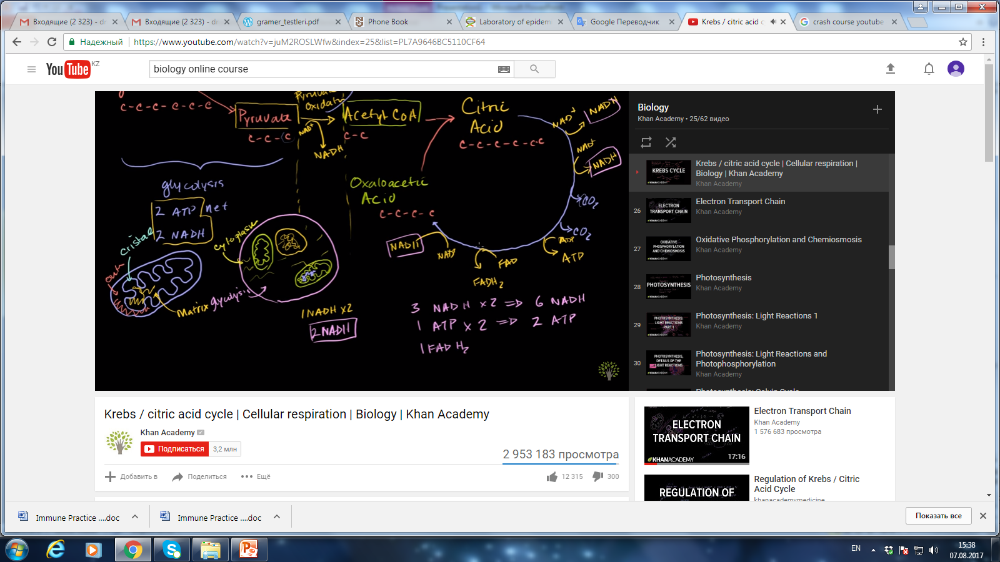 Входящие (2 323) - dr
Входящие (2 323) - dr
gramer_testleri.pdf
Phone Book
Laboratory of epidem
Google Переводчик
Krebs / citric acid c
crash course youtube
Надежный
https://www.youtube.com/watch?v=juM2ROSLWfw&index=25&list=PL7A9646BC5110CF64
YouTube KZ
biology online course
C-C-C-C-C-C
Pyruvate
C-C-C
Pyruvate
Oxidation
NAD+
NADH
Acetyl CoA
C-C
Citric
Acid
C-C-C-C-C-C
NAD+
NADH
NAD+
NADH
CO2
CO2
ADP
ATP
FAD
FADH2
NAD+
NADH
Oxaloacetic
Acid
C-C-C-C
glycolysis
2 ATP net
2 NADH
cristae
outer
Matrix
cytoplasm
glycolysis
1 NADH x2
2 NADH
3 NADH x2 => 6 NADH
1 ATP x 2 => 2 ATP
1 FADH2
Biology
Khan Academy • 25/62 видео
KREBS CYCLE
Krebs / citric acid cycle | Cellular respiration |
Biology | Khan Academy
Khan Academy
26
ELECTRON
TRANSPORT CHAIN
Electron Transport Chain
Khan Academy
27
OXIDATIVE
PHOSPHORYLATION
AND CHEMIOSMOSIS
Oxidative Phosphorylation and Chemiosmosis
Khan Academy
28
PHOTOSYNTHESIS
Photosynthesis
Khan Academy
29
PHOTOSYNTHESIS:
LIGHT REACTIONS
PART 1
Photosynthesis: Light Reactions 1
Khan Academy
30
PHOTOSYNTHESIS,
DETAILS OF THE
LIGHT REACTIONS
Photosynthesis: Light Reactions and
Photophosphorylation
Khan Academy
Photosynthesis: Calvin Cycle
Krebs / citric acid cycle | Cellular respiration | Biology | Khan Academy
Khan Academy
Подписаться
3,2 млн
2 953 183 просмотра
Добавить в
Поделиться
Ещё
12 315
300
ELECTRON
TRANSPORT CHAIN
KHANACADEMY
17:16
Electron Transport Chain
Khan Academy
1 576 683 просмотра
REGULATION OF
Regulation of Krebs / Citric
Acid Cycle
khanacademymedicine
Immune Practice ....doc
Immune Practice ....doc
Показать все
EN
15:38
07.08.2017